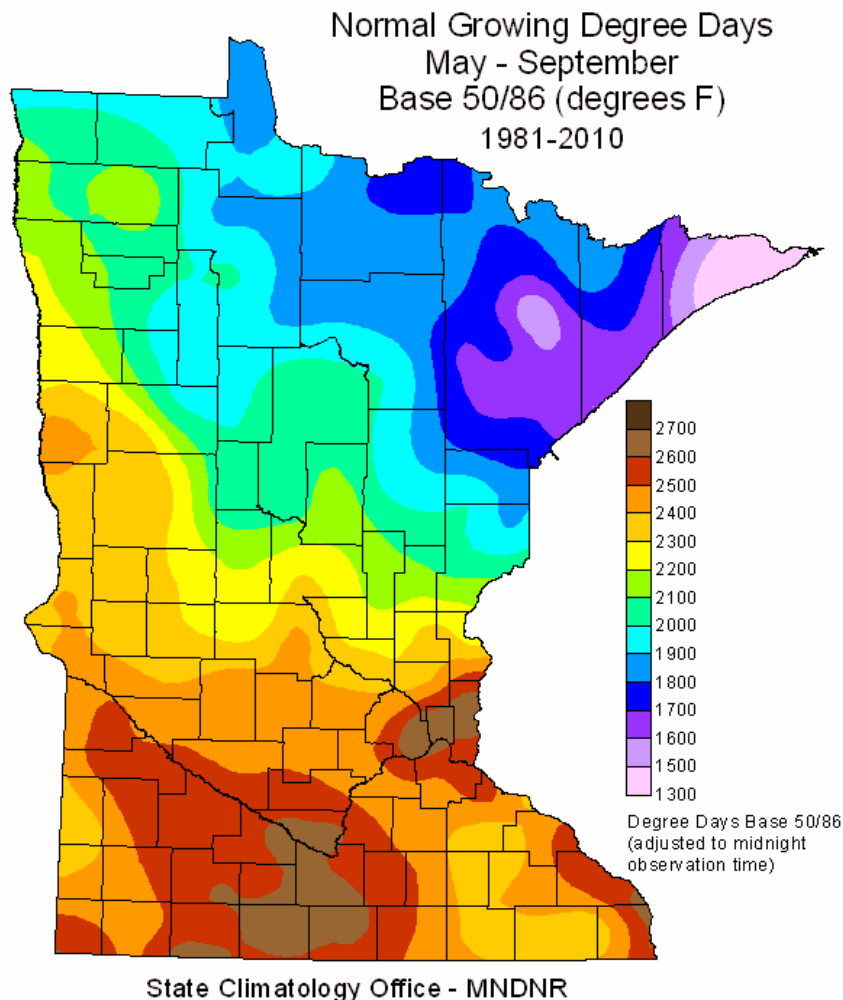 Normal Growing Degree Days
May - September
Base 50/86 (degrees F)
1981-2010
2700
2600
2500
2400
2300
2200
2100
2000
1900
1800
1700
1600
1500
1300
Degree Days Base 50/86
(adjusted to midnight
observation time)
State Climatology Office - MNDNR